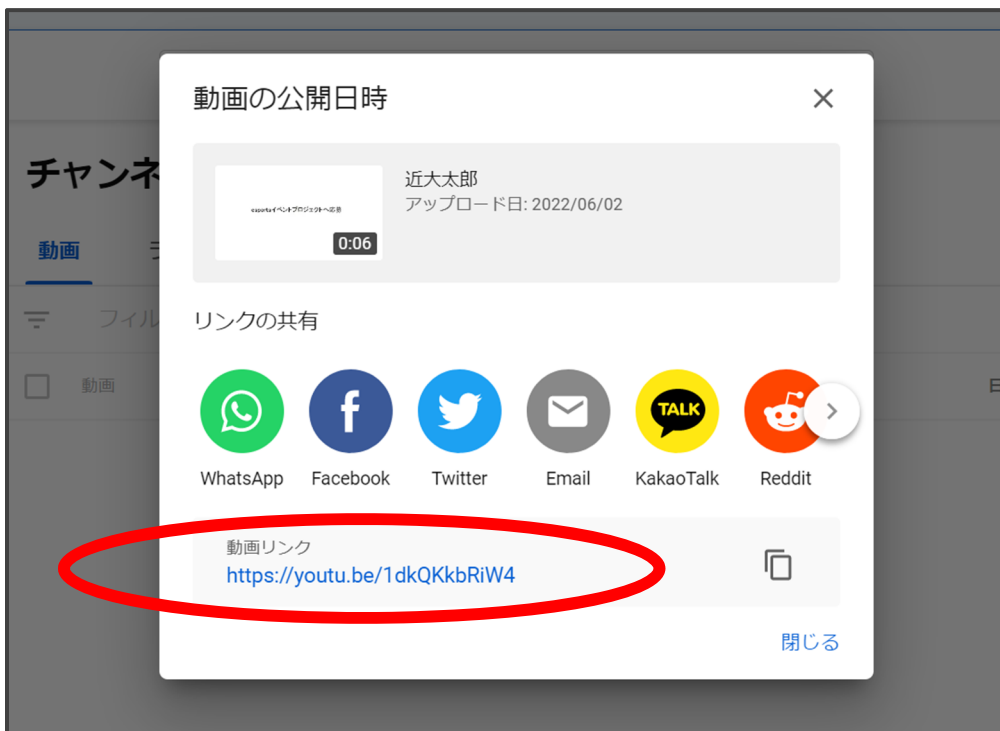 動画の公開日時
チャンネ
近大太郎
アップロード日: 2022/06/02
esportsイベントプロジェクトへ応募
0:06
動画
リンクの共有
フィル
動画
日
TALK
WhatsApp
Facebook
Twitter
Email
KakaoTalk
Reddit
動画リンク
https://youtu.be/1dkQKkbRiW4
閉じる